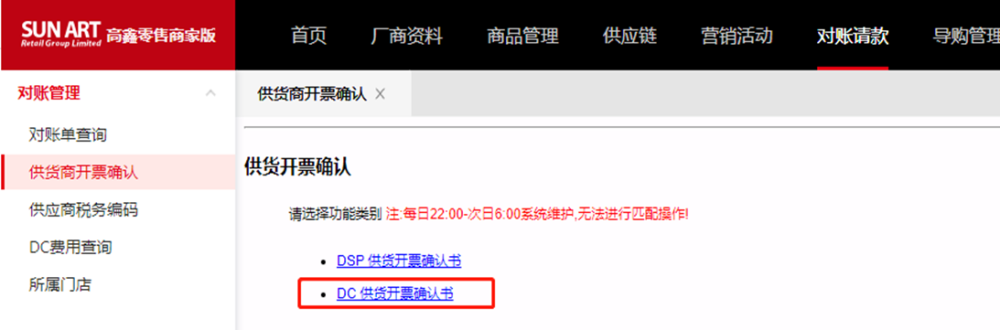 SUN ART 高鑫零售商家版
Retail Group Limited
首页 厂商资料 商品管理 供应链 营销活动 对账请款 导购管理
对账管理
供货商开票确认 X
对账单查询
供货商开票确认
供应商税务编码
DC费用查询
所属门店
供货开票确认
请选择功能类别 注:每日22:00-次日6:00系统维护,无法进行匹配操作!
DSP 供货开票确认书
DC 供货开票确认书